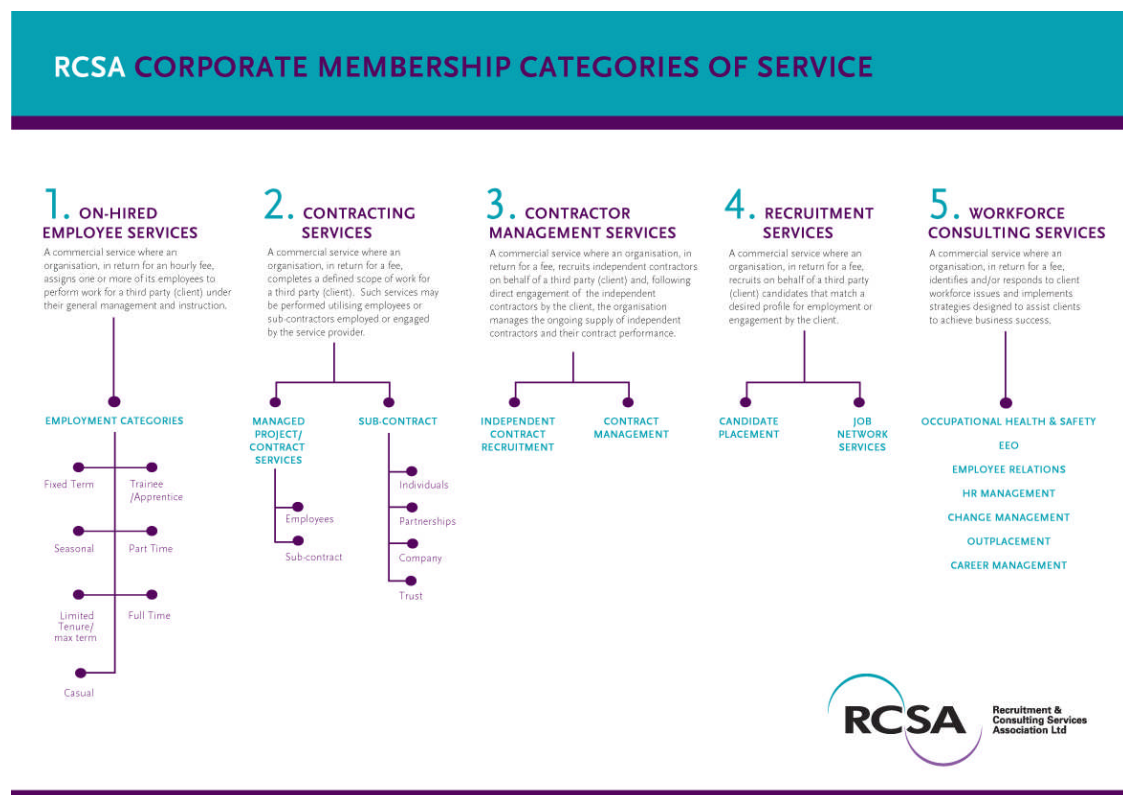 RCSA CORPORATE MEMBERSHIP CATEGORIES OF SERVICE
1. ON-HIRED
EMPLOYEE SERVICES
A commercial service where an
organisation, in return for an hourly fee,
assigns one or more of its employees to
perform work for a third party (client) under
their general management and instruction.
EMPLOYMENT CATEGORIES
Fixed Term
Trainee
/Apprentice
Seasonal
Part Time
Limited
Tenure/
max term
Full Time
Casual
2. CONTRACTING
SERVICES
A commercial service where an
organisation, in return for a fee,
completes a defined scope of work for
a third party (client). Such services may
be performed utilising employees or
sub-contractors employed or engaged
by the service provider.
MANAGED
PROJECT/
CONTRACT
SERVICES
Employees
Sub-contract
SUB-CONTRACT
Individuals
Partnerships
Company
Trust
3. CONTRACTOR
MANAGEMENT SERVICES
A commercial service where an organisation, in
return for a fee, recruits independent contractors
on behalf of a third party (client) and, following
direct engagement of the independent
contractors by the client, the organisation
manages the ongoing supply of independent
contractors and their contract performance.
INDEPENDENT
CONTRACT
RECRUITMENT
CONTRACT
MANAGEMENT
4. RECRUITMENT
SERVICES
A commercial service where an
organisation, in return for a fee,
recruits on behalf of a third party
(client) candidates that match a
desired profile for employment or
engagement by the client.
CANDIDATE
PLACEMENT
JOB
NETWORK
SERVICES
5. WORKFORCE
CONSULTING SERVICES
A commercial service where an
organisation, in return for a fee,
identifies and/or responds to client
workforce issues and implements
strategies designed to assist clients
to achieve business success.
OCCUPATIONAL HEALTH & SAFETY
EEO
EMPLOYEE RELATIONS
HR MANAGEMENT
CHANGE MANAGEMENT
OUTPLACEMENT
CAREER MANAGEMENT
RCSA
Recruitment &
Consulting Services
Association Ltd